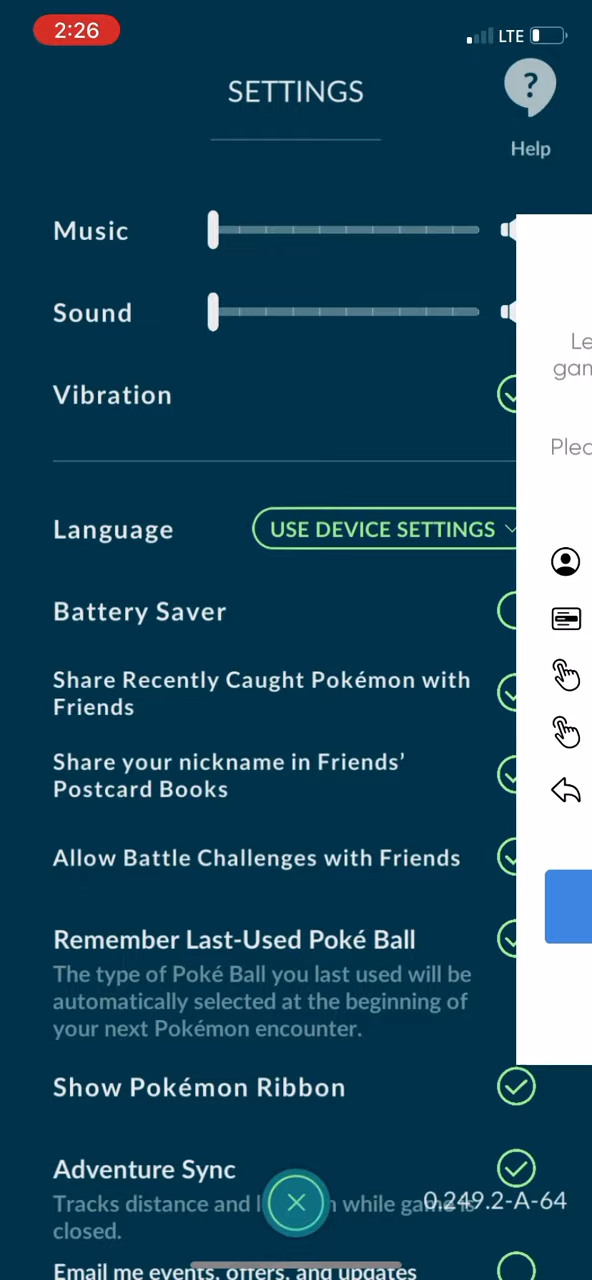 2:26
LTE
SETTINGS
?
Help
Music
Sound
Le
gam
Vibration
Plea
Language
USE DEVICE SETTINGS
Battery Saver
Share Recently Caught Pokémon with
Friends
Share your nickname in Friends’
Postcard Books
Allow Battle Challenges with Friends
Remember Last-Used Poké Ball
The type of Poké Ball you last used will be
automatically selected at the beginning of
your next Pokémon encounter.
Show Pokémon Ribbon
Adventure Sync
Tracks distance and while game is
closed.
0.249.2-A-64
Email me events, offers, and updates